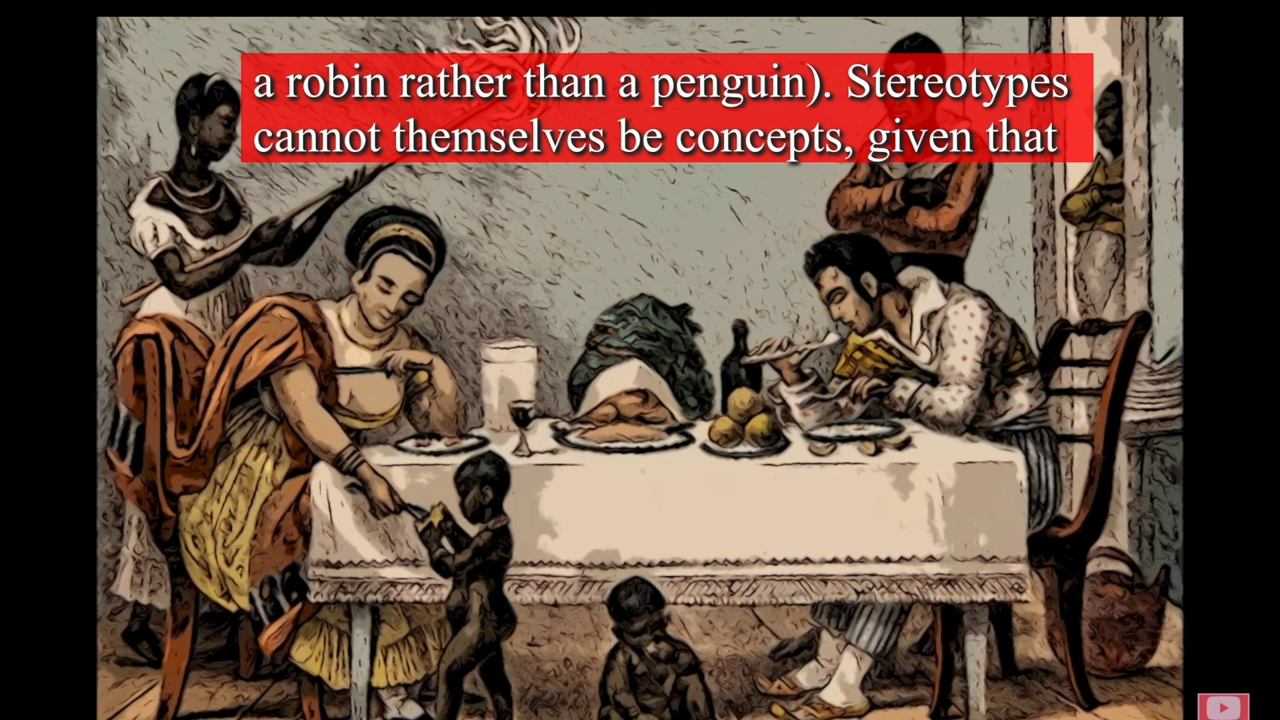 a robin rather than a penguin). Stereotypes
cannot themselves be concepts, given that